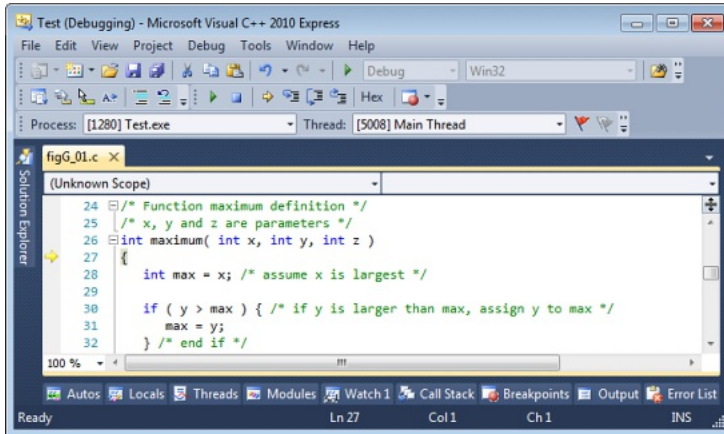 Test (Debugging) - Microsoft Visual C++ 2010 Express
File Edit View Project Debug Tools Window Help
Debug Win32
Hex
Process: [1280] Test.exe Thread: [5008] Main Thread
figG_01.c
Solution Explorer
(Unknown Scope)
24 /* Function maximum definition */
25 /* x, y and z are parameters */
26 int maximum( int x, int y, int z )
27 {
28 int max = x; /* assume x is largest */
29
30 if ( y > max ) { /* if y is larger than max, assign y to max */
31 max = y;
32 } /* end if */
100 %
Autos Locals Threads Modules Watch 1 Call Stack Breakpoints Output Error List
Ready Ln 27 Col 1 Ch 1 INS